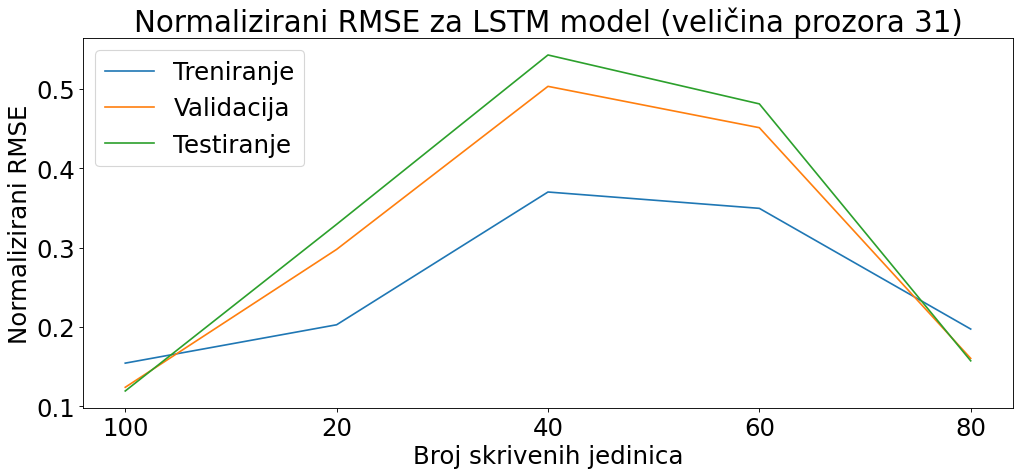 Normalizirani RMSE za LSTM model (veličina prozora 31)
Treniranje
Validacija
Testiranje
Normalizirani RMSE
0.5
0.4
0.3
0.2
0.1
100 20 40 60 80
Broj skrivenih jedinica